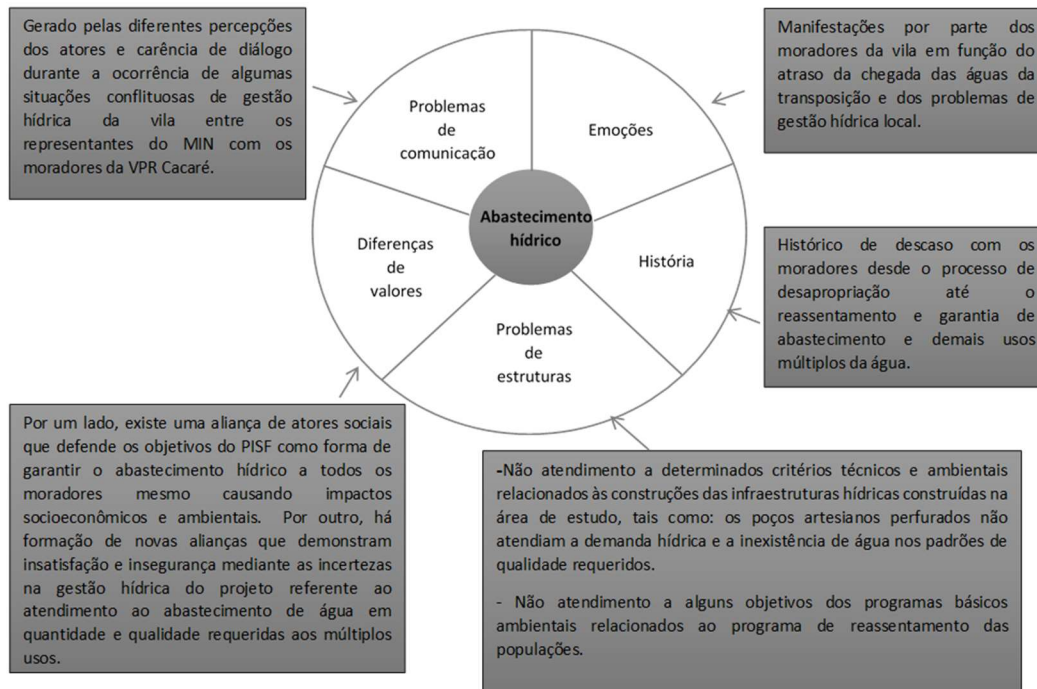 Gerado pelas diferentes percepções
dos atores e carência de diálogo
durante a ocorrência de algumas
situações conflituosas de gestão
hídrica da vila entre os
representantes do MIN com os
moradores da VPR Cacaré.
Problemas
de
comunicação
Emoções
Manifestações por parte dos
moradores da vila em função do
atraso da chegada das águas da
transposição e dos problemas de
gestão hídrica local.
Abastecimento
hídrico
Diferenças
de
valores
História
Problemas
de
estruturas
Histórico de descaso com os
moradores desde o processo de
desapropriação até o
reassentamento e garantia de
abastecimento e demais usos
múltiplos da água.
Por um lado, existe uma aliança de atores sociais
que defende os objetivos do PISF como forma de
garantir o abastecimento hídrico a todos os
moradores mesmo causando impactos
socioeconômicos e ambientais. Por outro, há
formação de novas alianças que demonstram
insatisfação e insegurança mediante as incertezas
na gestão hídrica do projeto referente ao
atendimento ao abastecimento de água em
quantidade e qualidade requeridas aos múltiplos
usos.
-Não atendimento a determinados critérios técnicos e ambientais
relacionados às construções das infraestruturas hídricas construídas na
área de estudo, tais como: os poços artesianos perfurados não
atendiam a demanda hídrica e a inexistência de água nos padrões de
qualidade requeridos.
- Não atendimento a alguns objetivos dos programas básicos
ambientais relacionados ao programa de reassentamento das
populações.